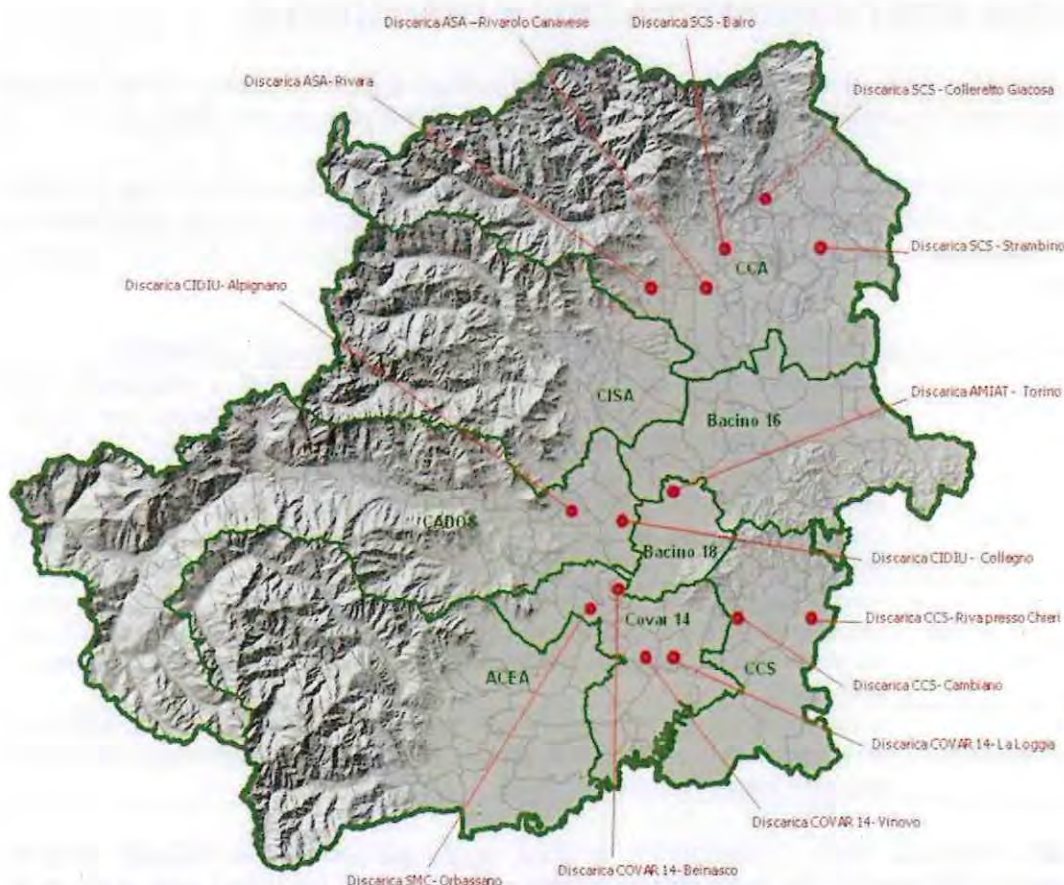 Discarica ASA - Rivarolo Canavese
Discarica SCS - Bairo
Discarica ASA - Rivara
Discarica SCS - Colleretto Giacosa
Discarica SCS - Strambino
CCA
Discarica CIDIU - Alpignano
CISA
Bacino 16
Discarica AMIAT - Torino
CADOS
Bacino 18
Discarica CIDIU - Collegno
Covar 14
Discarica CCS - Riva presso Chieri
ACEA
CCS
Discarica CCS - Cambiano
Discarica COVAR 14 - La Loggia
Discarica COVAR 14 - Vinovo
Discarica COVAR 14 - Beinasco
Discarica SMC - Orbassano